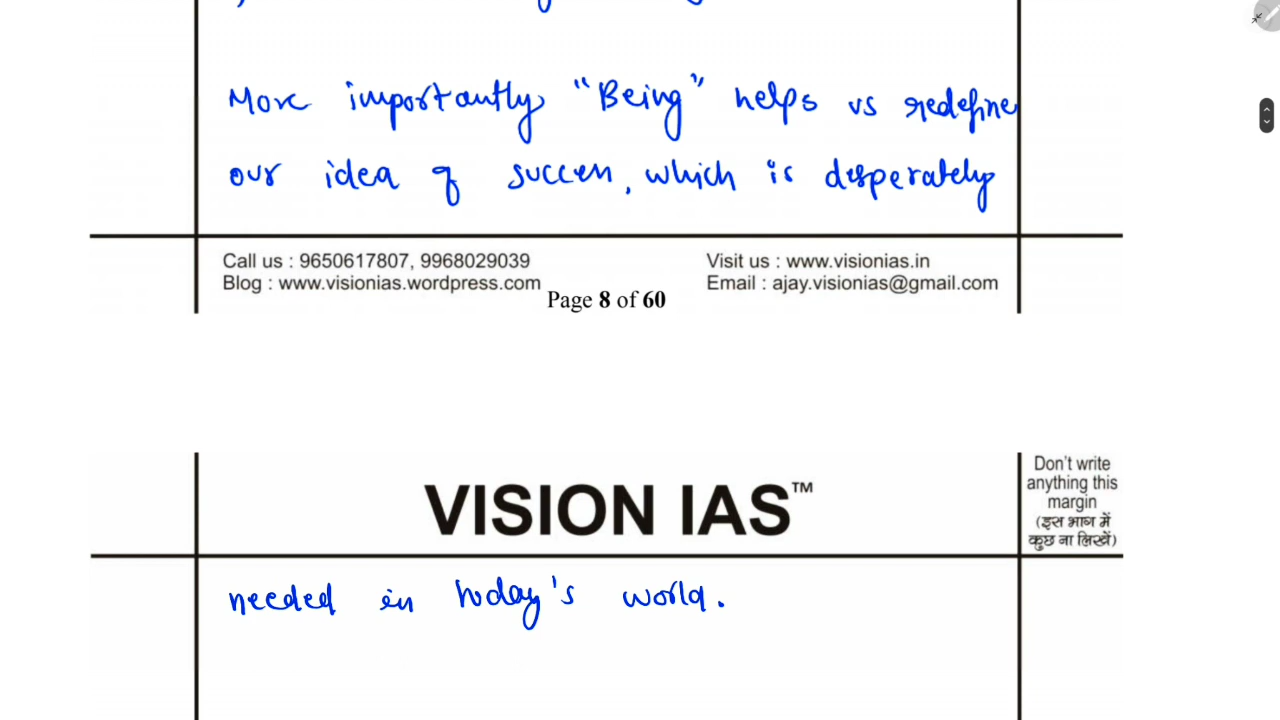 More importantly "Being" helps us redefine
our idea of success, which is desperately
Call us : 9650617807, 9968029039
Visit us : www.visionias.in
Blog : www.visionias.wordpress.com
Email : ajay.visionias@gmail.com
Page 8 of 60
Don't write
anything this
margin
(इस भाग में
कुछ ना लिखें)
VISION IAS™
needed in today's world.